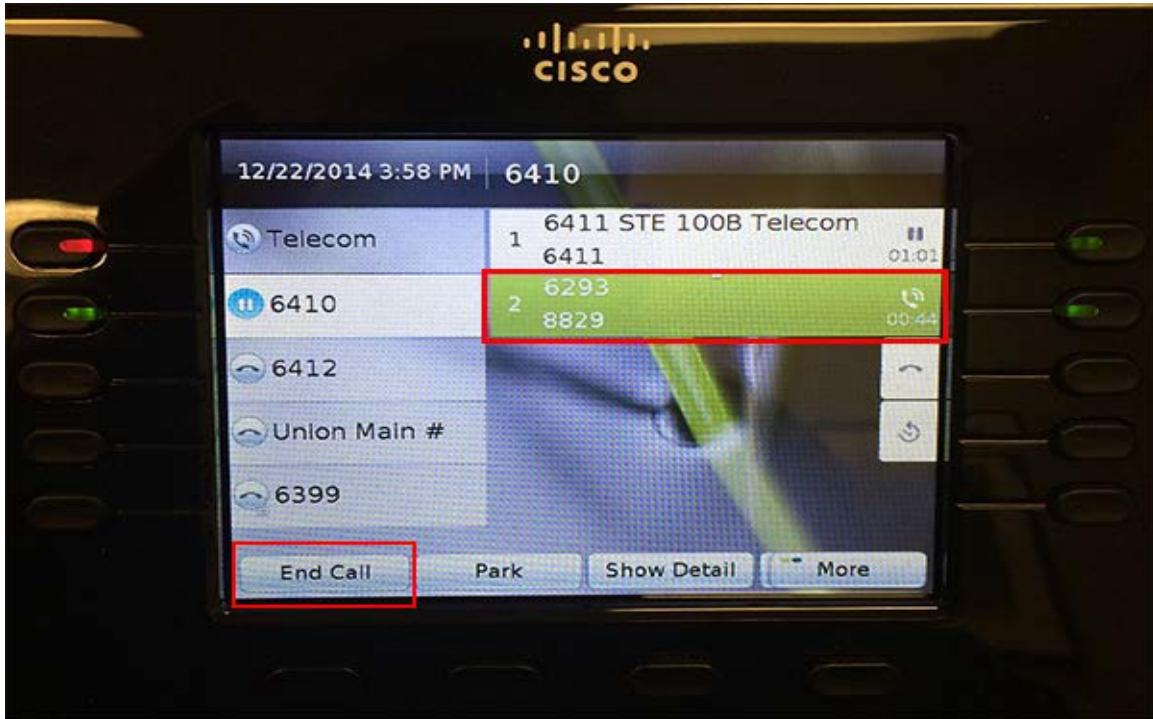 CISCO
12/22/2014 3:58 PM 6410
Telecom
1 6411 STE 100B Telecom
6411 01:01
6410
2 6293
8829 00:44
6412
Union Main #
6399
End Call Park Show Detail More